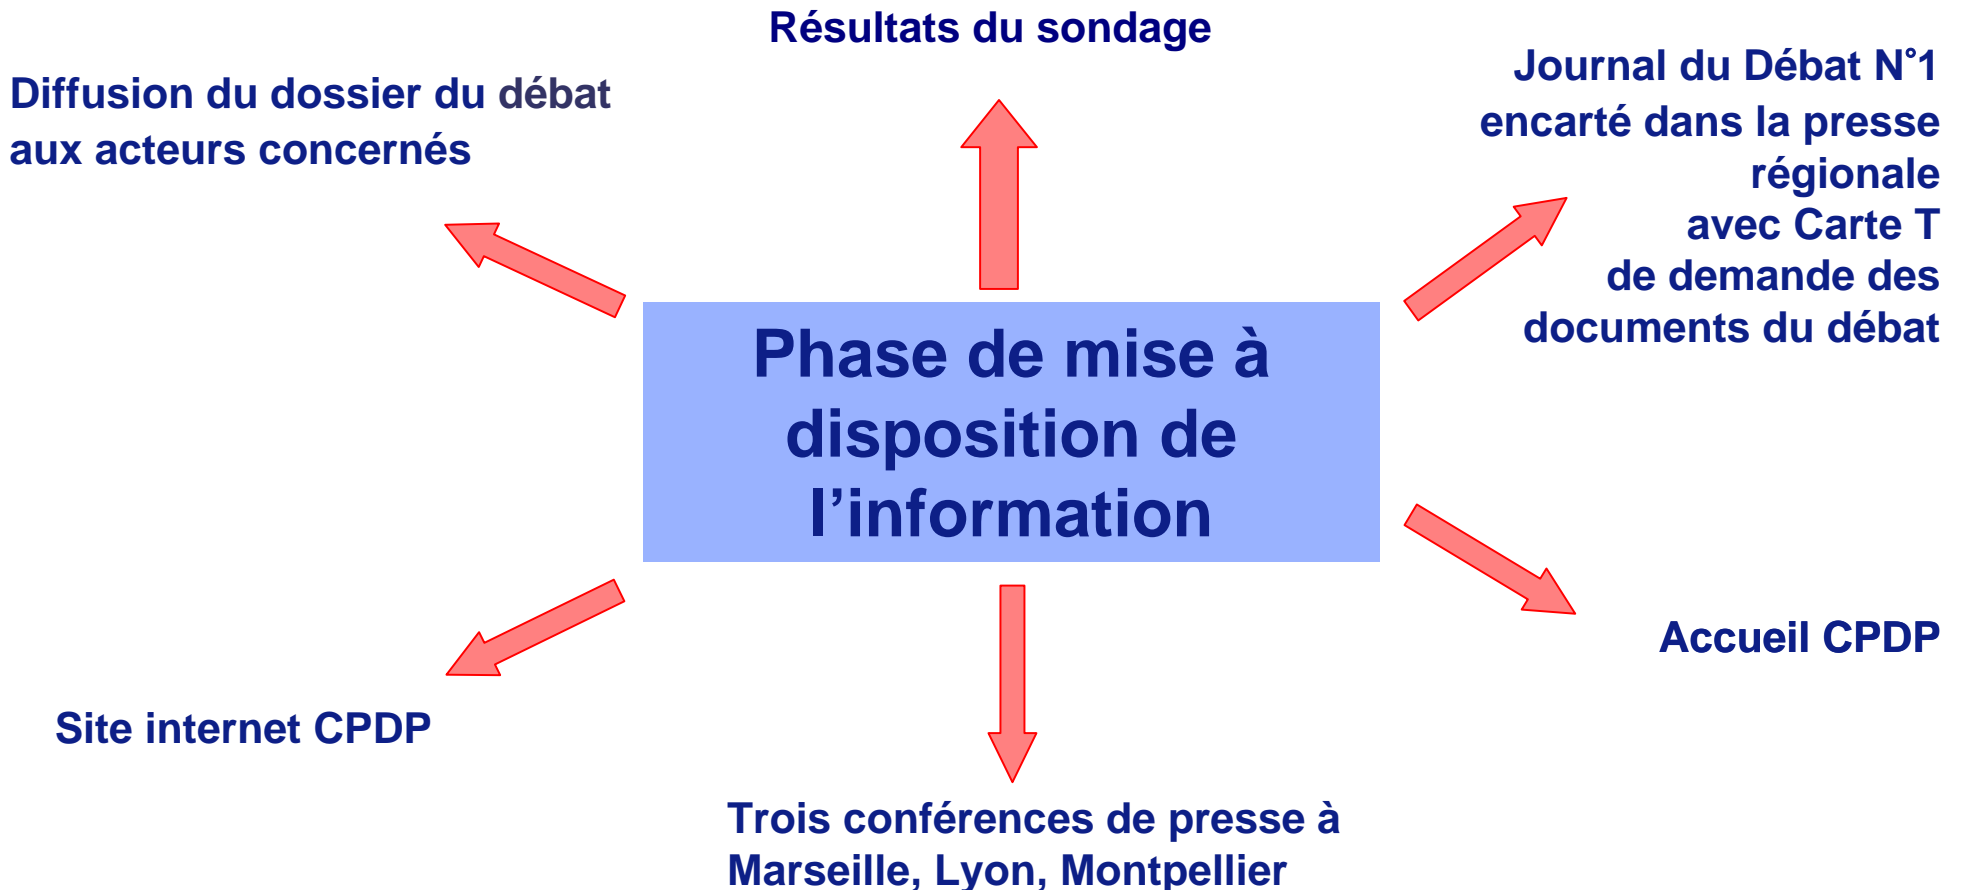 Résultats du sondage
Diffusion du dossier du débat
aux acteurs concernés
Journal du Débat N°1
encarté dans la presse
régionale
avec Carte T
de demande des
documents du débat
Phase de mise à
disposition de
l’information
Accueil CPDP
Site internet CPDP
Trois conférences de presse à
Marseille, Lyon, Montpellier